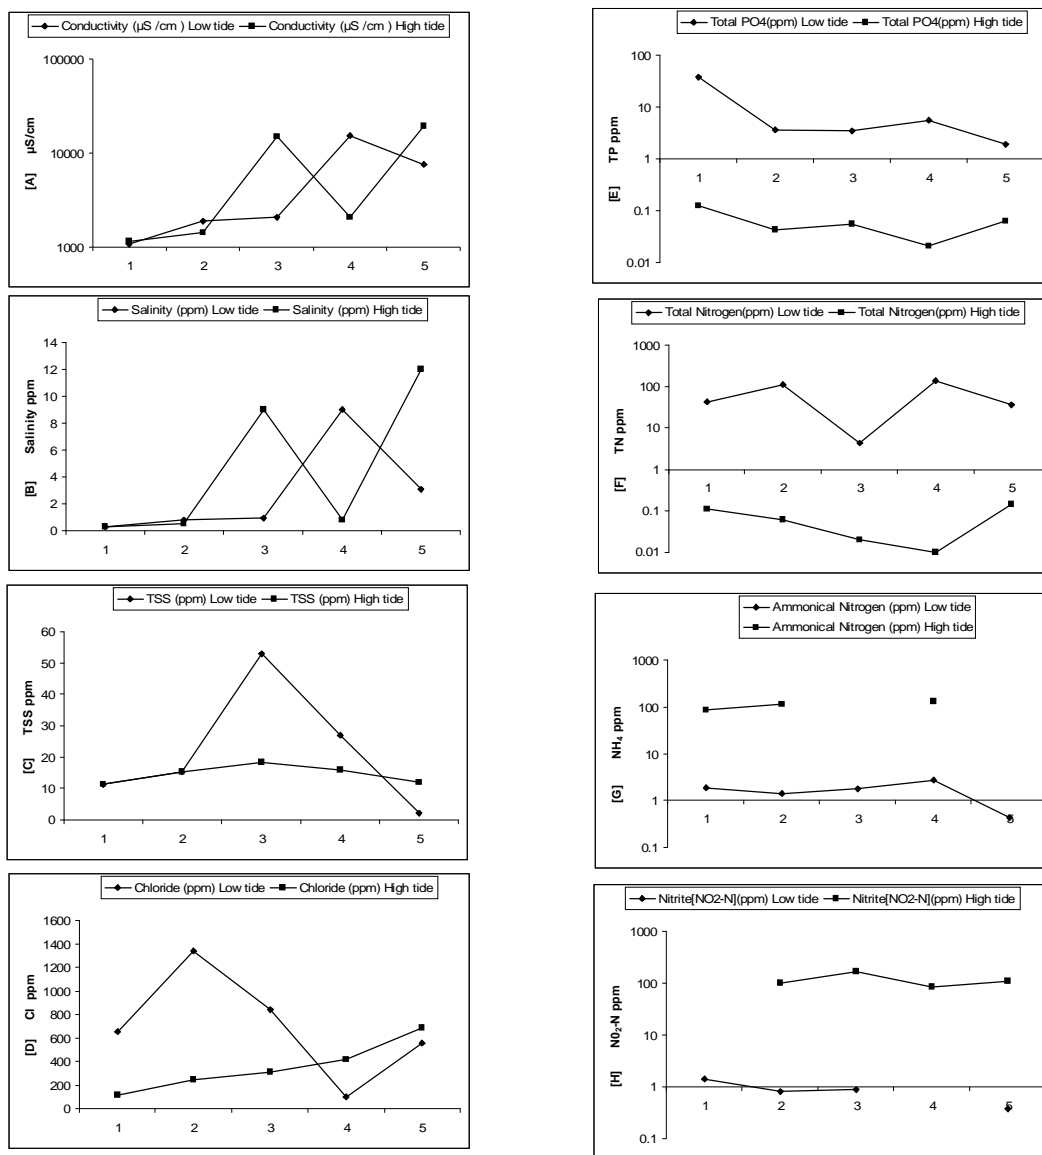 Conductivity (µS /cm ) Low tide Conductivity (µS /cm ) High tide
100000
10000
1000
[A] µS/cm
1 2 3 4 5
Salinity (ppm) Low tide Salinity (ppm) High tide
14
12
10
8
6
4
2
0
[B] Salinity ppm
1 2 3 4 5
TSS (ppm) Low tide TSS (ppm) High tide
60
50
40
30
20
10
0
[C] TSS ppm
1 2 3 4 5
Chloride (ppm) Low tide Chloride (ppm) High tide
1600
1400
1200
1000
800
600
400
200
0
[D] Cl ppm
1 2 3 4 5
Total PO4(ppm) Low tide Total PO4(ppm) High tide
100
10
1
0.1
0.01
[E] TP ppm
1 2 3 4 5
Total Nitrogen(ppm) Low tide Total Nitrogen(ppm) High tide
1000
100
10
1
0.1
0.01
[F] TN ppm
1 2 3 4 5
Ammonical Nitrogen (ppm) Low tide
Ammonical Nitrogen (ppm) High tide
1000
100
10
1
0.1
[G] NH₄ ppm
1 2 3 4 5
Nitrite[NO2-N](ppm) Low tide Nitrite[NO2-N](ppm) High tide
1000
100
10
1
0.1
[H] N0₂-N ppm
1 2 3 4 5